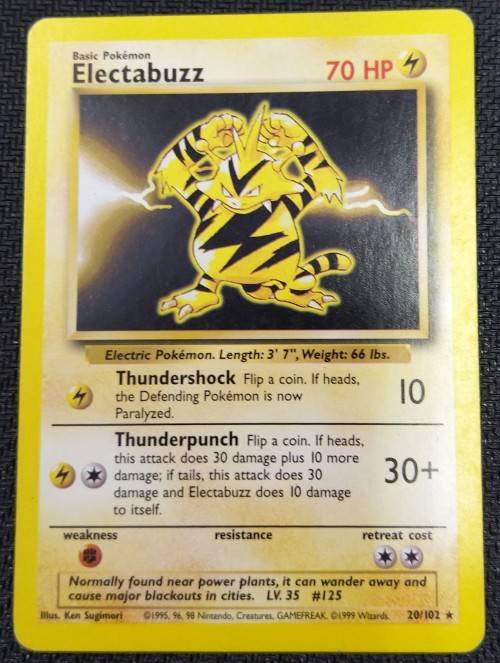 Basic Pokémon
Electabuzz 70 HP
Electric Pokémon. Length: 3' 7", Weight: 66 lbs.
Thundershock Flip a coin. If heads,
the Defending Pokémon is now
Paralyzed.
10
Thunderpunch Flip a coin. If heads,
this attack does 30 damage plus 10 more
damage; if tails, this attack does 30
damage and Electabuzz does 10 damage
to itself.
30+
weakness resistance retreat cost
Normally found near power plants, it can wander away and
cause major blackouts in cities. LV. 35 #125
Illus. Ken Sugimori ©1995, 96, 98 Nintendo, Creatures, GAMEFREAK. ©1999 Wizards. 20/102 ★